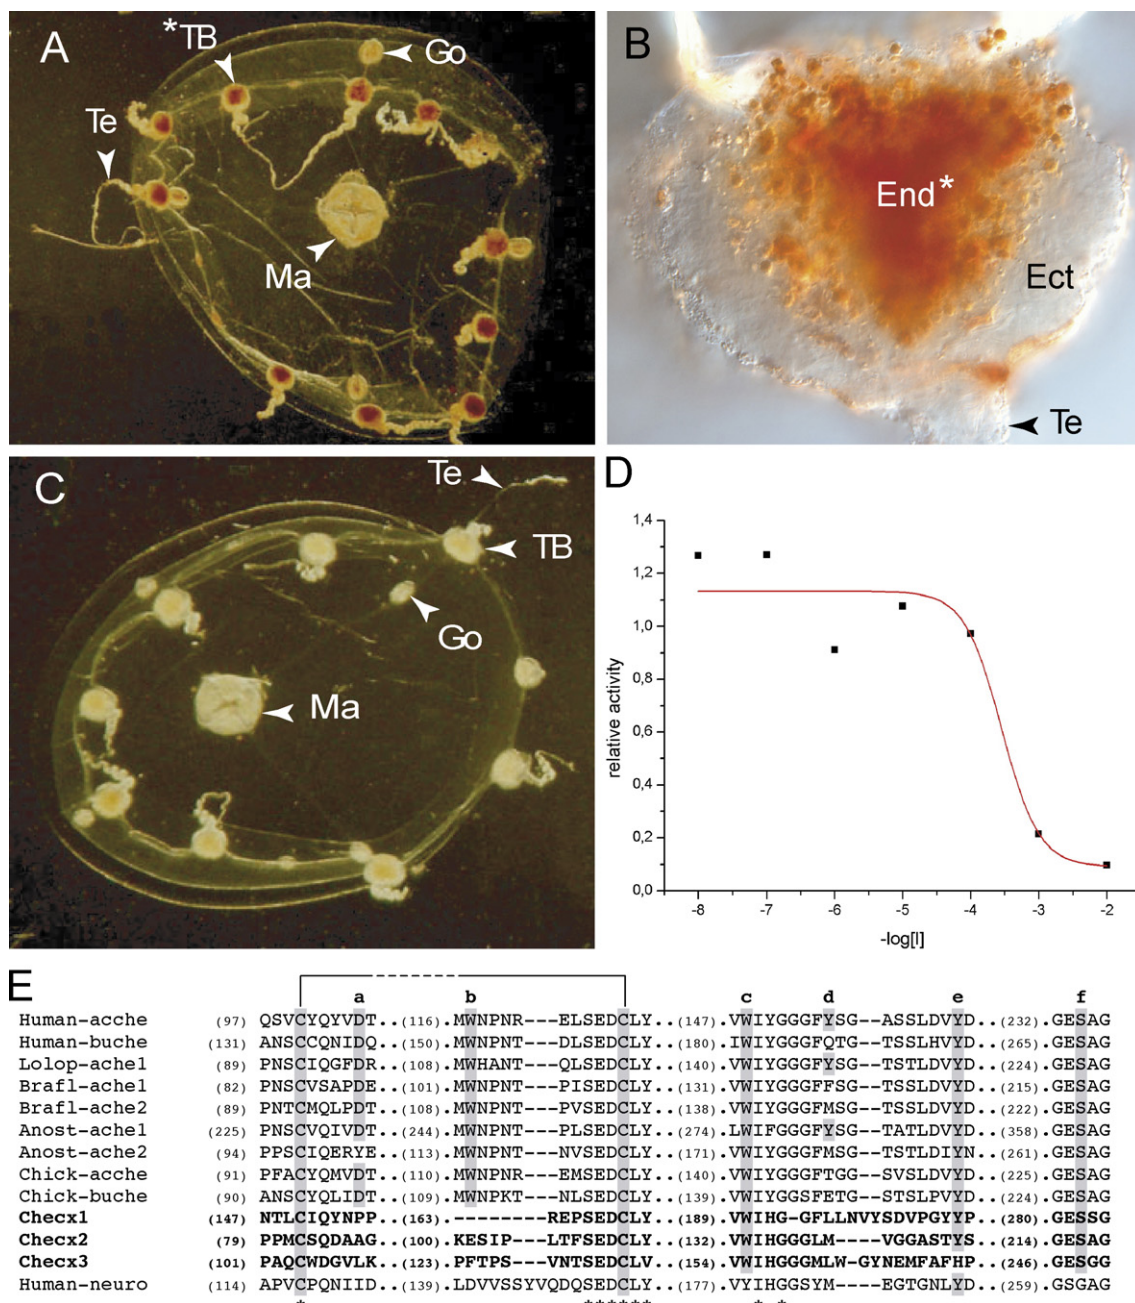 A
*TB
Go
Te
Ma
B
End*
Ect
Te
C
Te
TB
Go
Ma
D
1,4
1,2
1,0
0,8
0,6
0,4
0,2
0,0
relative activity
-8 -7 -6 -5 -4 -3 -2
-log[I]
E
a b c d e f
Human-acche (97) QSVCYQYVDT..(116)MWNPNR---ELSEDCLY..(147)VWIYGGGFYSG--ASSLDVYD..(232)GESAG
Human-buche (131) ANSCCQNIDQ..(150)MWNPNT---DLSEDCLY..(180)IWIYGGGFQTG--TSSLHVYD..(265)GESAG
Lolop-ache1 (89) PNSCIQGFDR..(108)MWHANT---QLSEDCLY..(140)VWIYGGGFYSG--TSTLDVYD..(224)GESAG
Brafl-ache1 (82) PNSCVSAPDE..(101)MWNPNT---PISEDCLY..(131)VWIYGGGFFSG--TSSLDVYD..(215)GESAG
Brafl-ache2 (89) PNTCMQLPDT..(108)MWNPNT---PVSEDCLY..(138)VWIYGGGFMSG--TSSLDVYD..(222)GESAG
Anost-ache1 (225) PNSCVQIVDT..(244)MWNPNT---PLSEDCLY..(274)LWIFGGGFYSG--TATLDVYD..(358)GESAG
Anost-ache2 (94) PPSCIQERYE..(113)MWNPNT---NVSEDCLY..(171)VWIYGGGFMSG--TSTLDIYN..(261)GESAG
Chick-acche (91) PFACYQMVDT..(110)MWNPNR---EMSEDCLY..(140)VWIYGGGFTGG--SVSLDVYD..(225)GESAG
Chick-buche (90) ANSCYQLIDT..(109)MWNPKT---NLSEDCLY..(139)VWIYGGSFETG--TSTSLPVYD..(224)GESAG
Checx1 (147) NTLCIQYNPP..(163)--------REPSEDCLY..(189)VWIHG-GFLLNVYSDVPGYYP..(280)GESSG
Checx2 (79) PPMCSQDAAG..(100)KESIP--LTFSEDCLY..(132)VWIHGGGLM---VGGASTYS..(214)GESAG
Checx3 (101) PAQCWDGVLK..(123)PFTPS---VNTSEDCLY..(154)VWIHGGGMLW-GYNEMFAFHP..(246)GESGG
Human-neuro (114) APVCPQNIID..(139)LDVVSSYVQDQSEDCLY..(177)VYIHGGSYM---EGTGNLYD..(259)GSGAG
* ****** * *